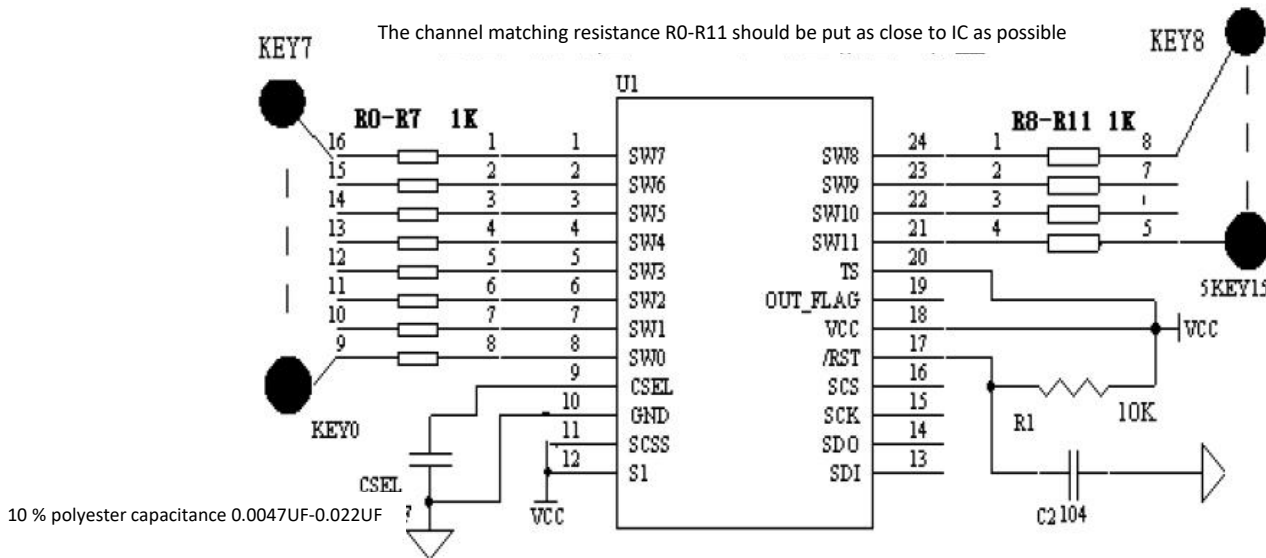 The channel matching resistance R0-R11 should be put as close to IC as possible
KEY7
KEY8
U1
R0-R7 1K
R8-R11 1K
16 1 1 SW7
15 2 2 SW6
14 3 3 SW5
13 4 4 SW4
12 5 5 SW3
11 6 6 SW2
10 7 7 SW1
9 8 8 SW0
9 CSEL
10 GND
11 SCSS
12 S1
SW8 24 1 8
SW9 23 2 7
SW10 22 3
SW11 21 4 5
TS 20
OUT_FLAG 19
VCC 18
/RST 17
SCS 16
SCK 15
SDO 14
SDI 13
KEY0
5KEY15
VCC
R1
10K
CSEL
VCC
C2 104
10 % polyester capacitance 0.0047UF-0.022UF